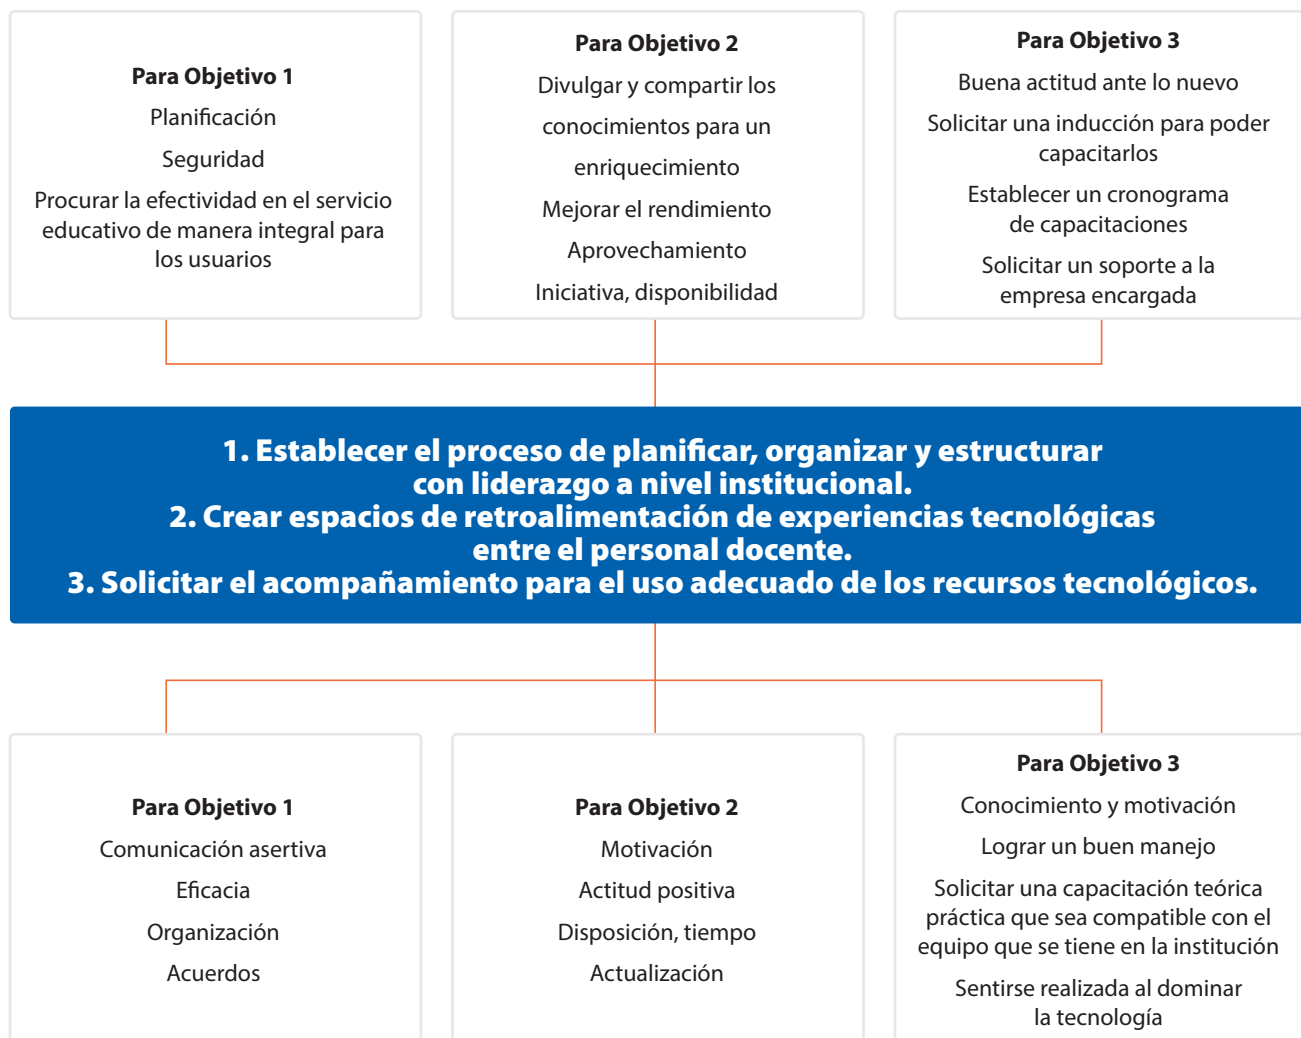 Para Objetivo 1
Planificación
Seguridad
Procurar la efectividad en el servicio
educativo de manera integral para
los usuarios
Para Objetivo 2
Divulgar y compartir los
conocimientos para un
enriquecimiento
Mejorar el rendimiento
Aprovechamiento
Iniciativa, disponibilidad
Para Objetivo 3
Buena actitud ante lo nuevo
Solicitar una inducción para poder
capacitarlos
Establecer un cronograma
de capacitaciones
Solicitar un soporte a la
empresa encargada
1. Establecer el proceso de planificar, organizar y estructurar
con liderazgo a nivel institucional.
2. Crear espacios de retroalimentación de experiencias tecnológicas
entre el personal docente.
3. Solicitar el acompañamiento para el uso adecuado de los recursos tecnológicos.
Para Objetivo 1
Comunicación asertiva
Eficacia
Organización
Acuerdos
Para Objetivo 2
Motivación
Actitud positiva
Disposición, tiempo
Actualización
Para Objetivo 3
Conocimiento y motivación
Lograr un buen manejo
Solicitar una capacitación teórica
práctica que sea compatible con el
equipo que se tiene en la institución
Sentirse realizada al dominar
la tecnología